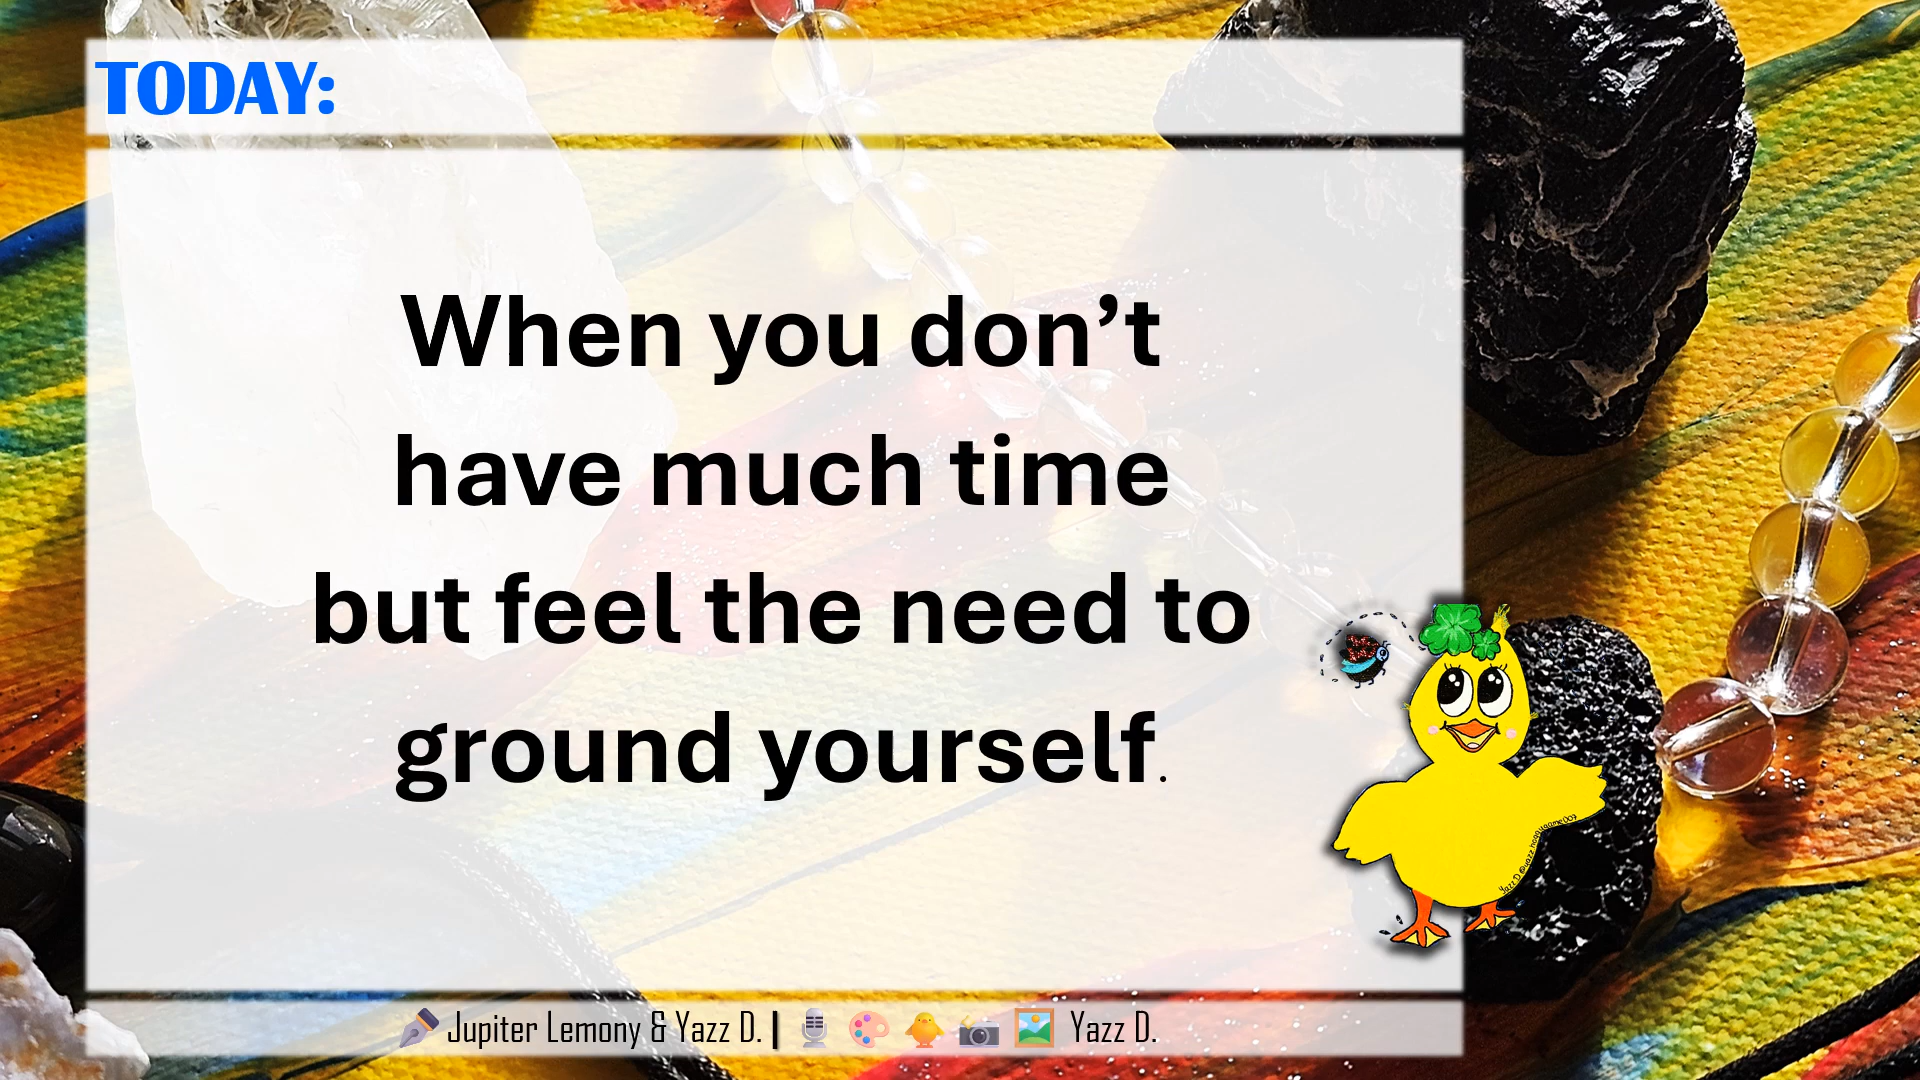 TODAY:
When you don’t
have much time
but feel the need to
ground yourself.
Jupiter Lemony & Yazz D. | Yazz D.